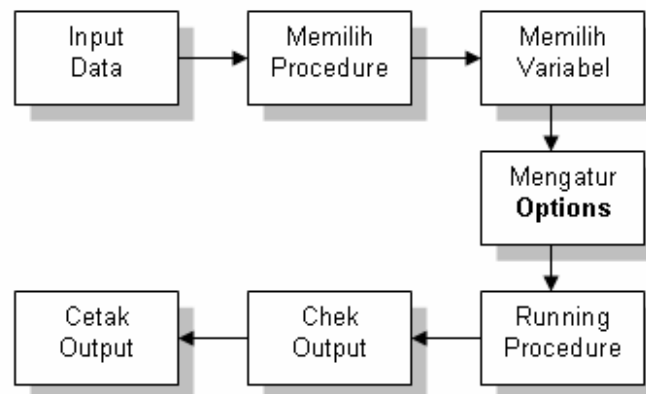 Input
Data
Memilih
Procedure
Memilih
Variabel
Mengatur
Options
Running
Procedure
Chek
Output
Cetak
Output